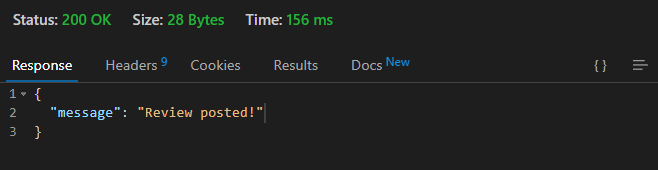 Status: 200 OK Size: 28 Bytes Time: 156 ms
Response Headers 9 Cookies Results Docs New { }
1 {
2 "message": "Review posted!"
3 }